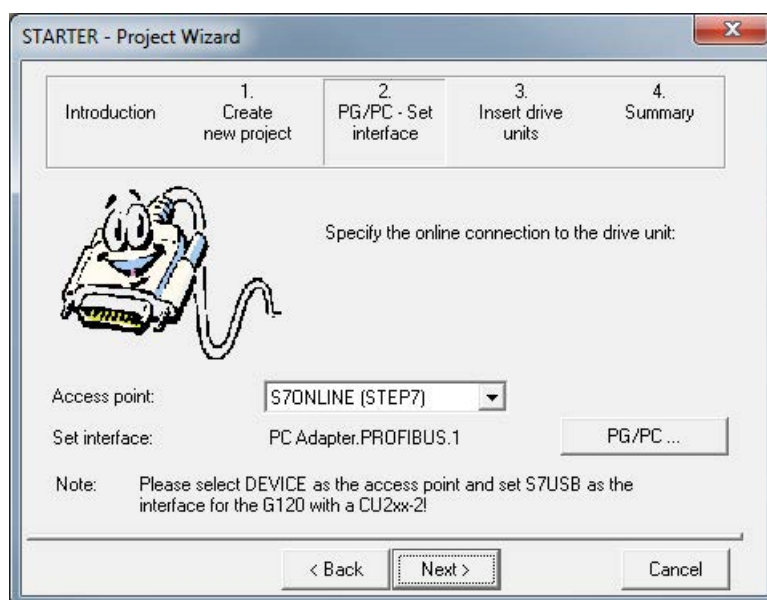 STARTER - Project Wizard
Introduction
1.
Create
new project
2.
PG/PC - Set
interface
3.
Insert drive
units
4.
Summary
Specify the online connection to the drive unit:
Access point:
S7ONLINE (STEP7)
Set interface:
PC Adapter.PROFIBUS.1
PG/PC ...
Note: Please select DEVICE as the access point and set S7USB as the
interface for the G120 with a CU2xx-2!
< Back
Next >
Cancel